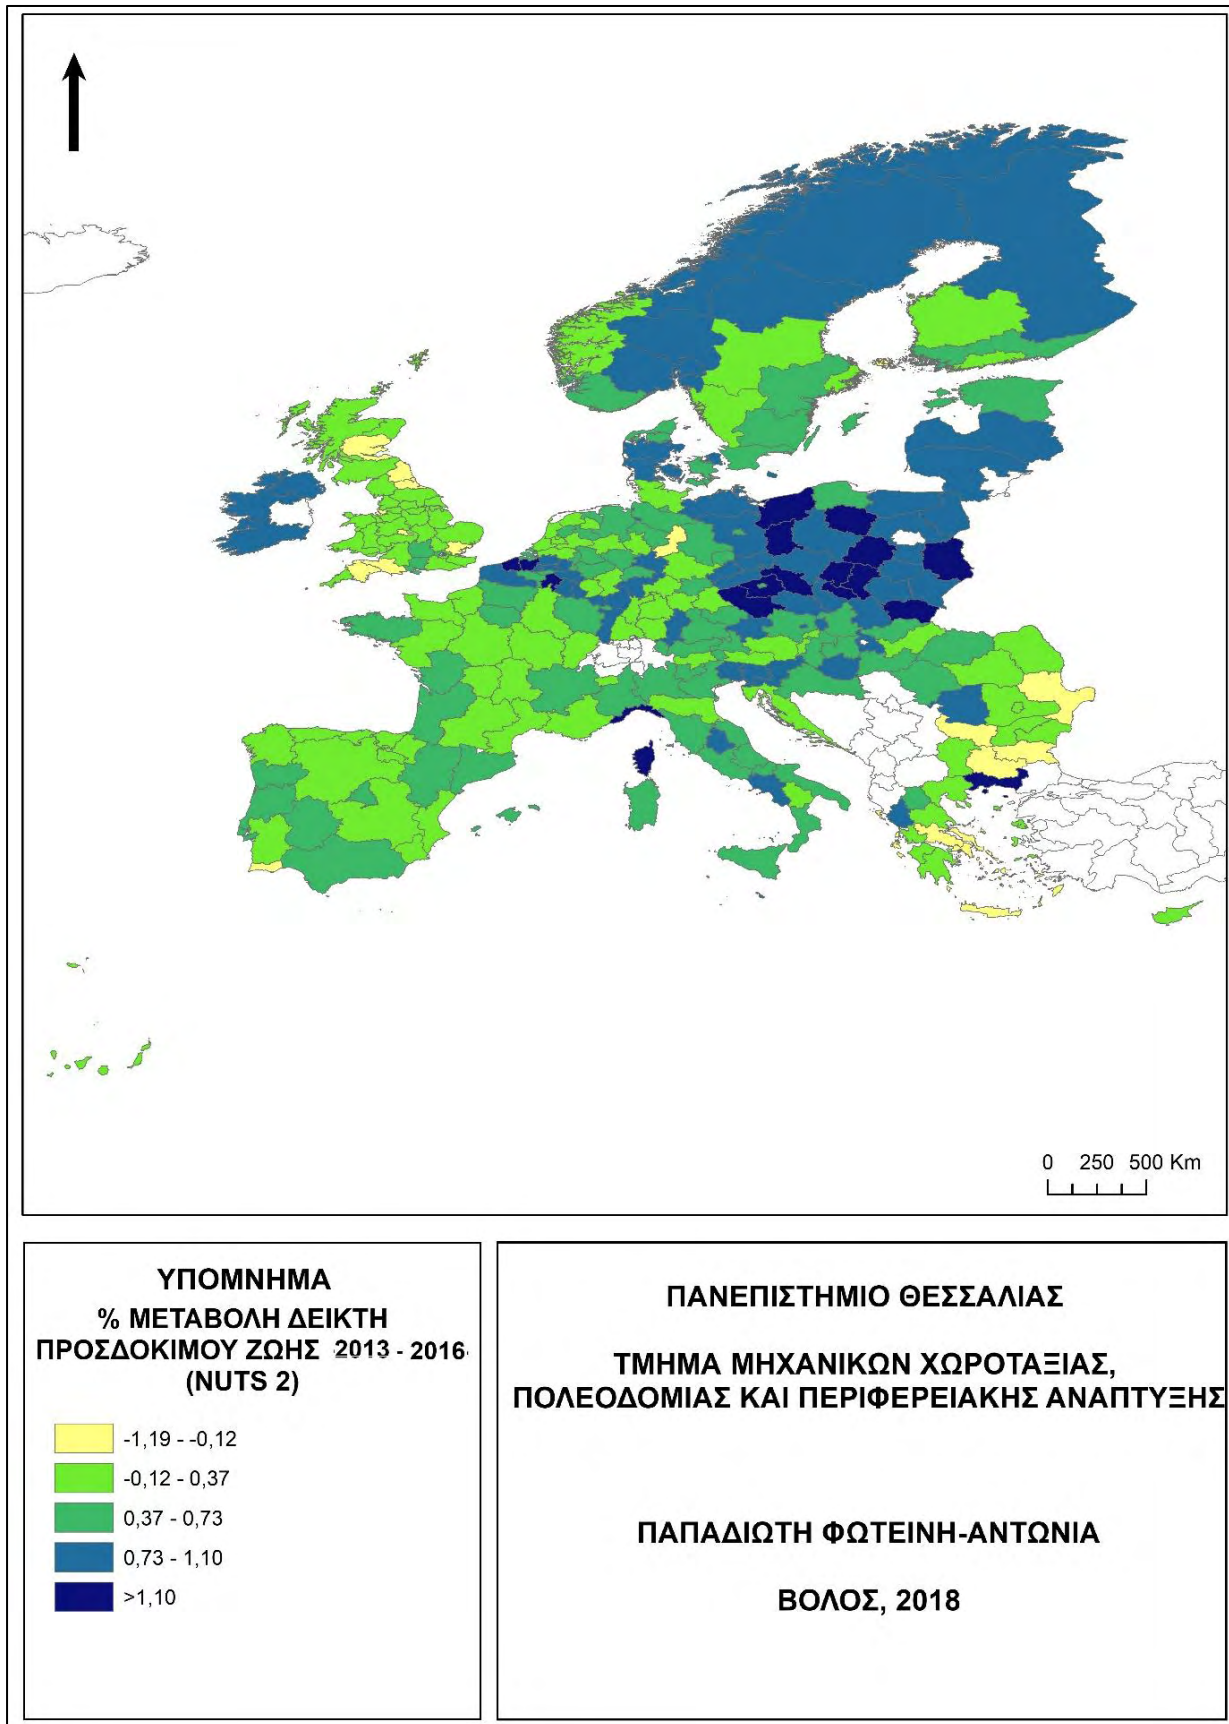 0 250 500 Km
ΥΠΟΜΝΗΜΑ
% ΜΕΤΑΒΟΛΗ ΔΕΙΚΤΗ
ΠΡΟΣΔΟΚΙΜΟΥ ΖΩΗΣ 2013 - 2016
(NUTS 2)
-1,19 - -0,12
-0,12 - 0,37
0,37 - 0,73
0,73 - 1,10
>1,10
ΠΑΝΕΠΙΣΤΗΜΙΟ ΘΕΣΣΑΛΙΑΣ
ΤΜΗΜΑ ΜΗΧΑΝΙΚΩΝ ΧΩΡΟΤΑΞΙΑΣ,
ΠΟΛΕΟΔΟΜΙΑΣ ΚΑΙ ΠΕΡΙΦΕΡΕΙΑΚΗΣ ΑΝΑΠΤΥΞΗΣ
ΠΑΠΑΔΙΩΤΗ ΦΩΤΕΙΝΗ-ΑΝΤΩΝΙΑ
ΒΟΛΟΣ, 2018